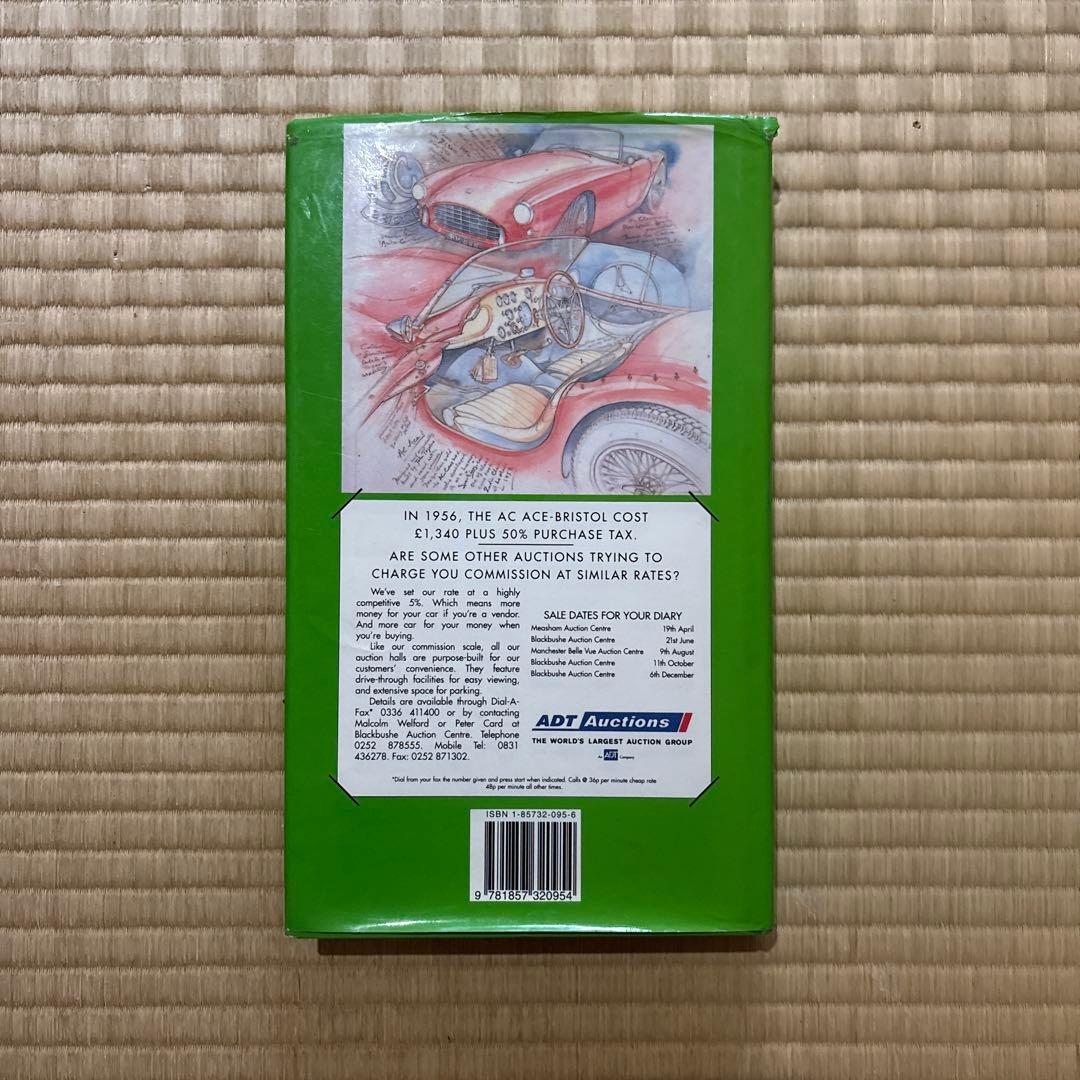 IN 1956, THE AC ACE-BRISTOL COST
£1,340 PLUS 50% PURCHASE TAX.
ARE SOME OTHER AUCTIONS TRYING TO
CHARGE YOU COMMISSION AT SIMILAR RATES?
We've set our rate at a highly
competitive 5%. Which means more
money for your car if you're a vendor.
And more car for your money when
you're buying.
Like our commission scale, all our
auction halls are purpose-built for our
customers' convenience. They feature
drive-through facilities for easy viewing,
and extensive space for parking.
Details are available through Dial-A-
Fax* 0336 411400 or by contacting
Malcolm Welford or Peter Card at
Blackbushe Auction Centre. Telephone
0252 878555. Mobile Tel: 0831
436278. Fax: 0252 871302.
SALE DATES FOR YOUR DIARY
Measham Auction Centre 19th April
Blackbushe Auction Centre 21st June
Manchester Belle Vue Auction Centre 9th August
Blackbushe Auction Centre 11th October
Blackbushe Auction Centre 6th December
ADT Auctions
THE WORLD'S LARGEST AUCTION GROUP
An ADT Company
*Dial from your fax the number given and press start when indicated. Calls @ 36p per minute cheap rate
48p per minute all other times.
ISBN 1-85732-095-6
9 781857 320954